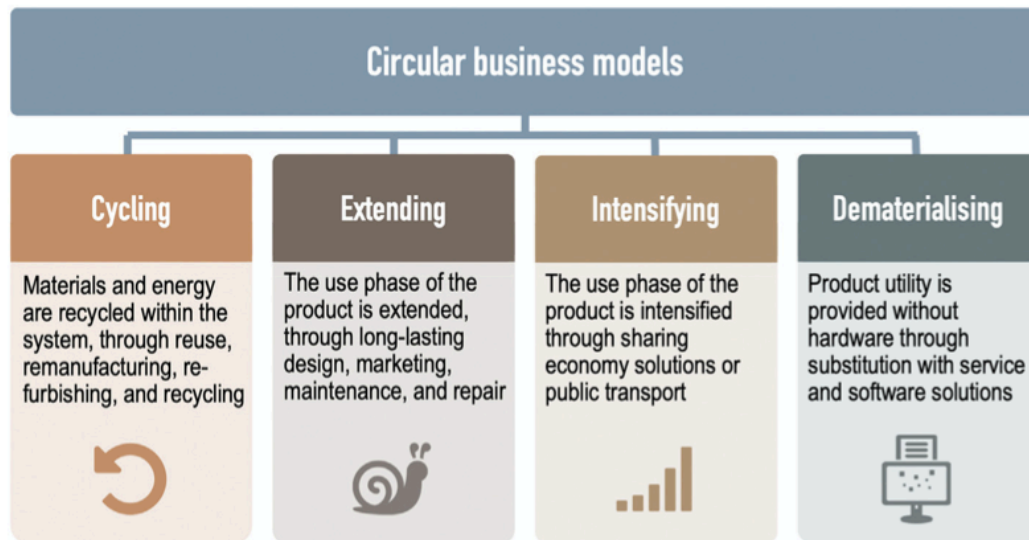 Circular business models
Cycling
Materials and energy
are recycled within the
system, through reuse,
remanufacturing, re-
furbishing, and recycling
Extending
The use phase of the
product is extended,
through long-lasting
design, marketing,
maintenance, and repair
Intensifying
The use phase of the
product is intensified
through sharing
economy solutions or
public transport
Dematerialising
Product utility is
provided without
hardware through
substitution with service
and software solutions